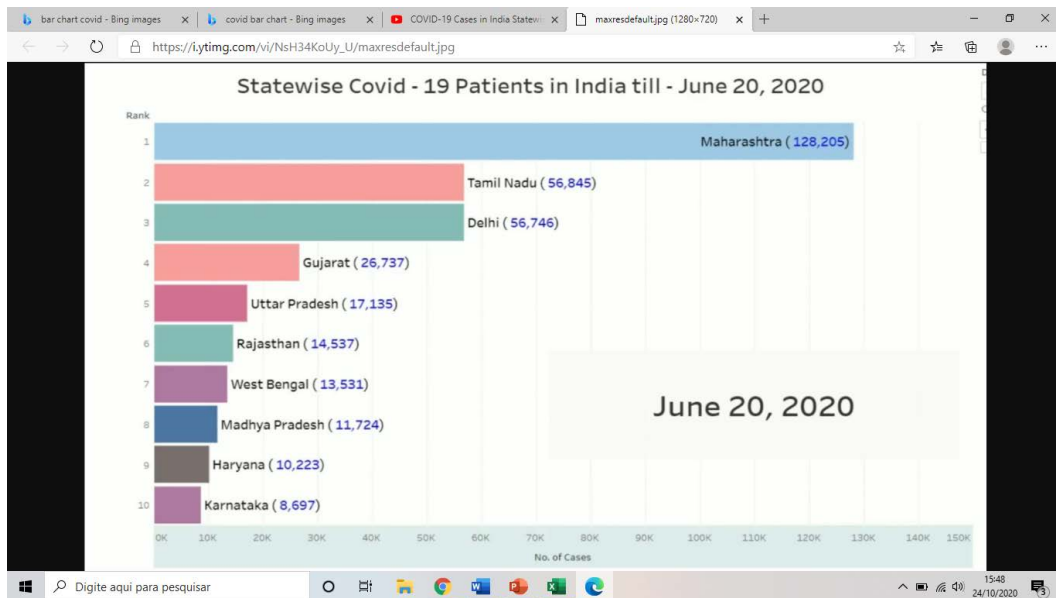 bar chart covid - Bing images
covid bar chart - Bing images
COVID-19 Cases in India Statewi
maxresdefault.jpg (1280×720)
https://i.ytimg.com/vi/NsH34KoUy_U/maxresdefault.jpg
Statewise Covid - 19 Patients in India till - June 20, 2020
Rank
1 Maharashtra ( 128,205)
2 Tamil Nadu ( 56,845)
3 Delhi ( 56,746)
4 Gujarat ( 26,737)
5 Uttar Pradesh ( 17,135)
6 Rajasthan ( 14,537)
7 West Bengal ( 13,531)
8 Madhya Pradesh ( 11,724)
9 Haryana ( 10,223)
10 Karnataka ( 8,697)
June 20, 2020
0K 10K 20K 30K 40K 50K 60K 70K 80K 90K 100K 110K 120K 130K 140K 150K
No. of Cases
Digite aqui para pesquisar
15:48
24/10/2020
3